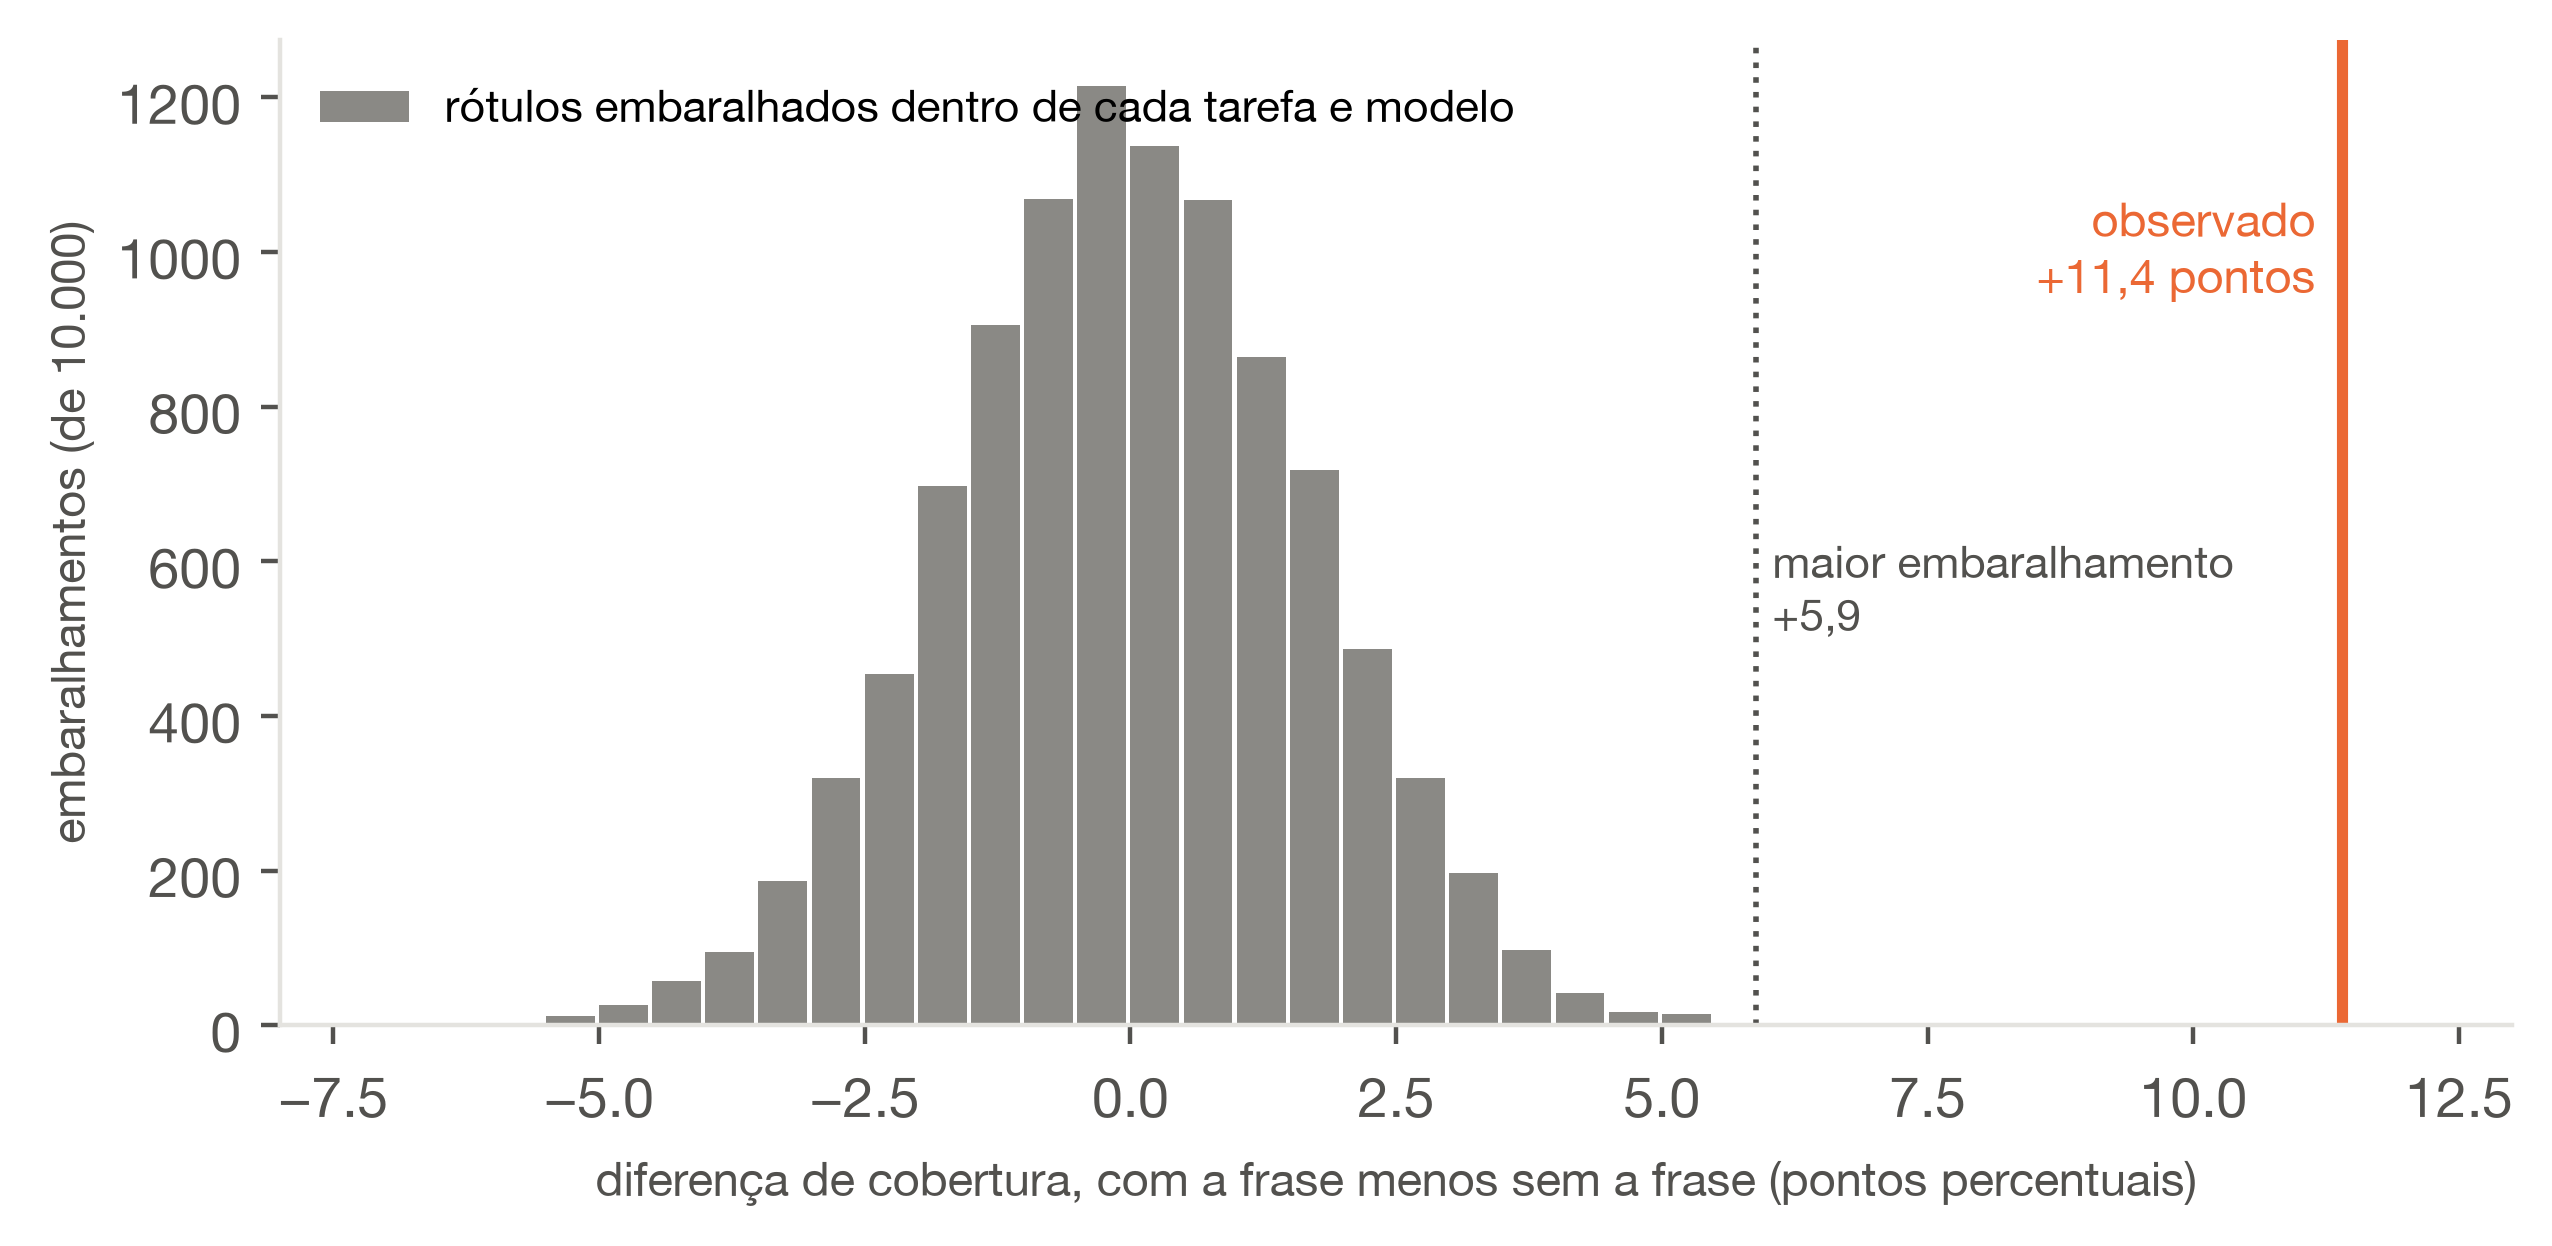 rótulos embaralhados dentro de cada tarefa e modelo
observado
+11,4 pontos
maior embaralhamento
+5,9
embaralhamentos (de 10.000)
1200
1000
800
600
400
200
0
−7.5
−5.0
−2.5
0.0
2.5
5.0
7.5
10.0
12.5
diferença de cobertura, com a frase menos sem a frase (pontos percentuais)